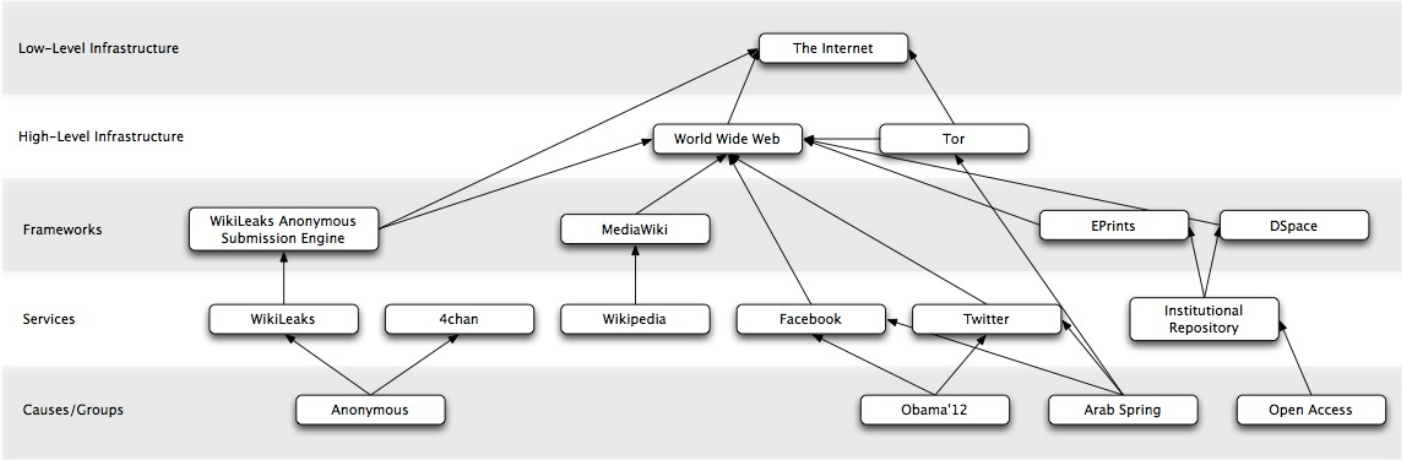 Low-Level Infrastructure
The Internet
High-Level Infrastructure
World Wide Web
Tor
Frameworks
WikiLeaks Anonymous
Submission Engine
MediaWiki
EPrints
DSpace
Services
WikiLeaks
4chan
Wikipedia
Facebook
Twitter
Institutional
Repository
Causes/Groups
Anonymous
Obama'12
Arab Spring
Open Access